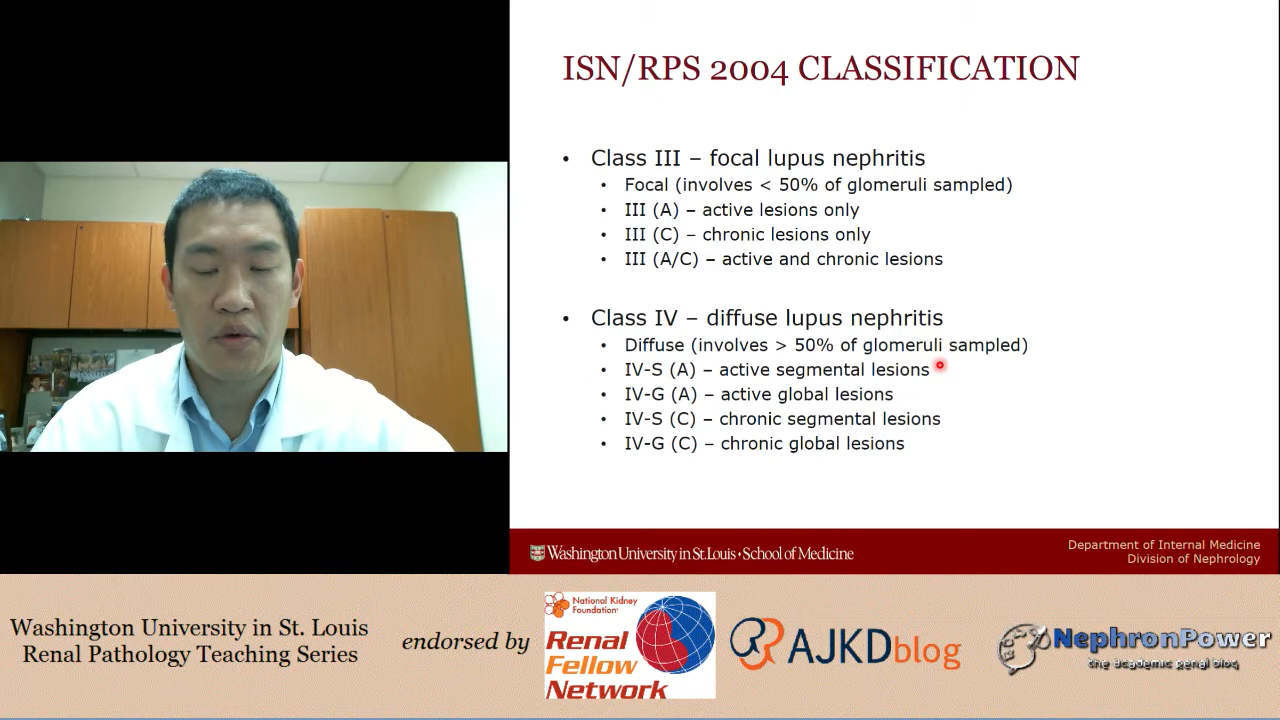 ISN/RPS 2004 CLASSIFICATION
• Class III – focal lupus nephritis
• Focal (involves < 50% of glomeruli sampled)
• III (A) – active lesions only
• III (C) – chronic lesions only
• III (A/C) – active and chronic lesions
• Class IV – diffuse lupus nephritis
• Diffuse (involves > 50% of glomeruli sampled)
• IV-S (A) – active segmental lesions
• IV-G (A) – active global lesions
• IV-S (C) – chronic segmental lesions
• IV-G (C) – chronic global lesions
Washington University in St. Louis • School of Medicine
Department of Internal Medicine
Division of Nephrology
Washington University in St. Louis
Renal Pathology Teaching Series
endorsed by
National Kidney
Foundation®
Renal
Fellow
Network
AJKDblog
NephronPower
the academic renal blog